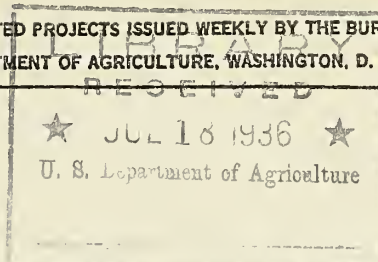 TED PROJECTS ISSUED WEEKLY BY THE BUR
TMENT OF AGRICULTURE, WASHINGTON, D.
LIBRARY
RECEIVED
★ JUL 18 1936 ★
U. S. Department of Agriculture